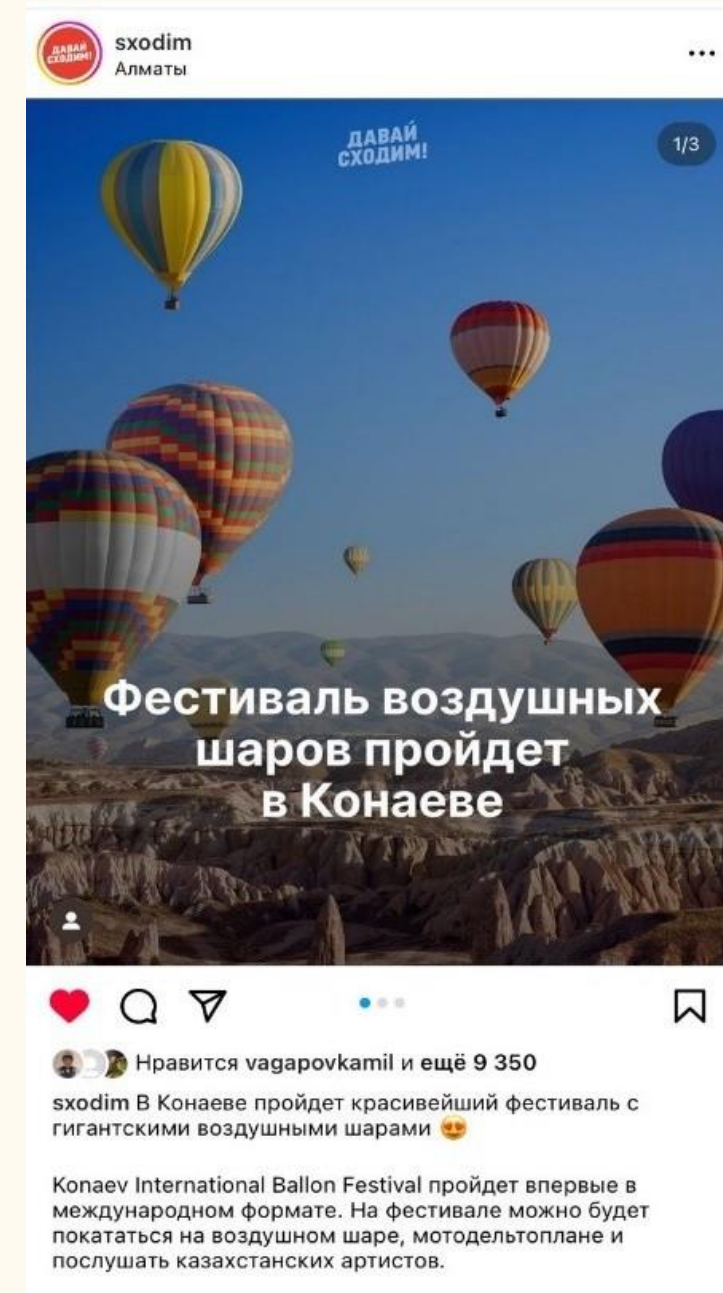 ДАВАЙ
СХОДИМ!
sxodim
Алматы
ДАВАЙ
СХОДИМ!
1/3
Фестиваль воздушных
шаров пройдет
в Конаеве
Нравится vagapovkamil и ещё 9 350
sxodim В Конаеве пройдет красивейший фестиваль с
гигантскими воздушными шарами 😍
Konaev International Ballon Festival пройдет впервые в
международном формате. На фестивале можно будет
покататься на воздушном шаре, мотодельтоплане и
послушать казахстанских артистов.